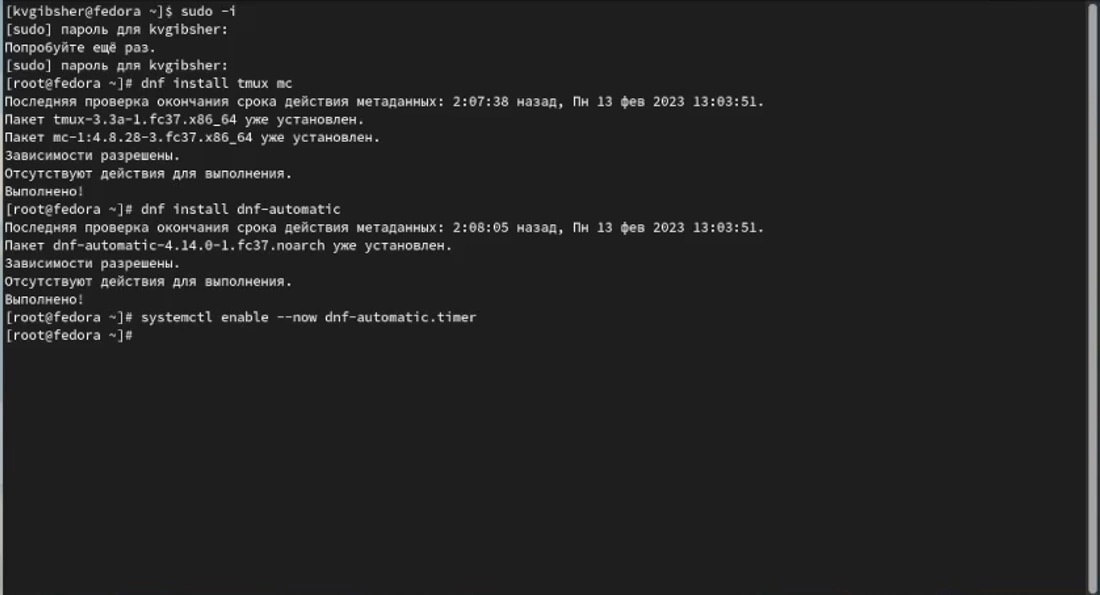 [kvgibsher@fedora ~]$ sudo -i
[sudo] пароль для kvgibsher:
Попробуйте ещё раз.
[sudo] пароль для kvgibsher:
[root@fedora ~]# dnf install tmux mc
Последняя проверка окончания срока действия метаданных: 2:07:38 назад, Пн 13 фев 2023 13:03:51.
Пакет tmux-3.3a-1.fc37.x86_64 уже установлен.
Пакет mc-1:4.8.28-3.fc37.x86_64 уже установлен.
Зависимости разрешены.
Отсутствуют действия для выполнения.
Выполнено!
[root@fedora ~]# dnf install dnf-automatic
Последняя проверка окончания срока действия метаданных: 2:08:05 назад, Пн 13 фев 2023 13:03:51.
Пакет dnf-automatic-4.14.0-1.fc37.noarch уже установлен.
Зависимости разрешены.
Отсутствуют действия для выполнения.
Выполнено!
[root@fedora ~]# systemctl enable --now dnf-automatic.timer
[root@fedora ~]#